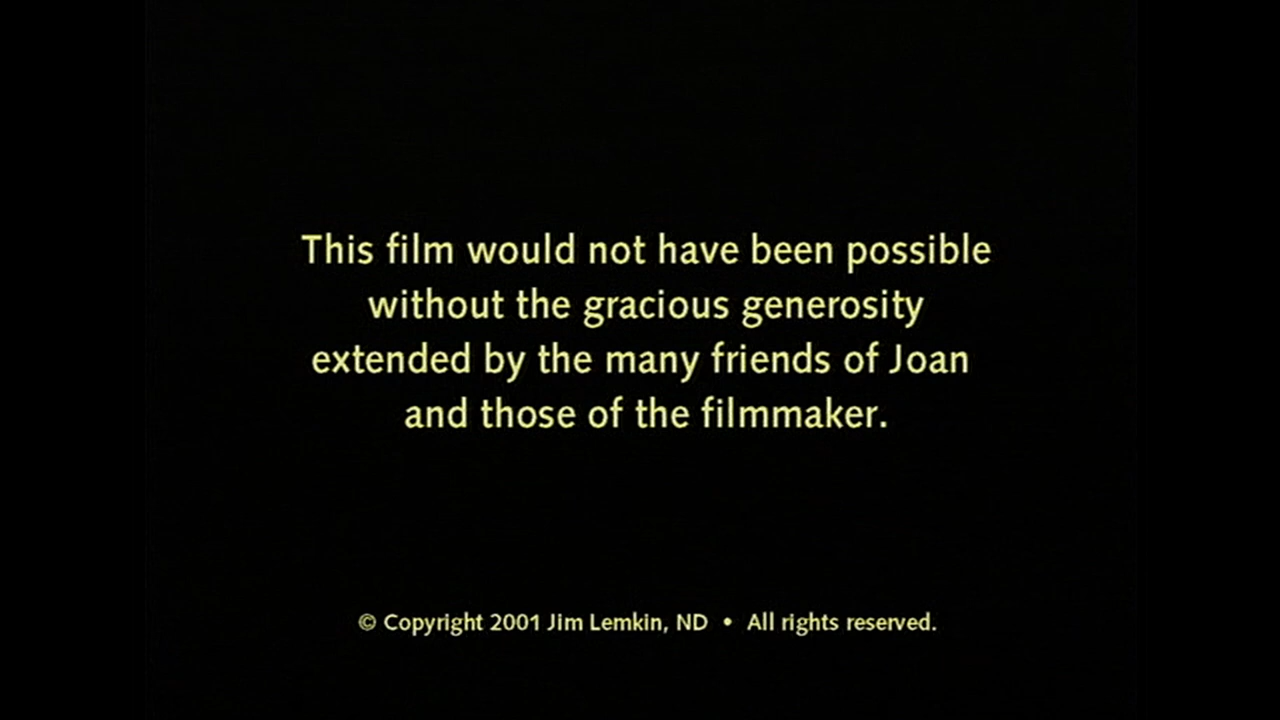 This film would not have been possible
without the gracious generosity
extended by the many friends of Joan
and those of the filmmaker.
© Copyright 2001 Jim Lemkin, ND • All rights reserved.